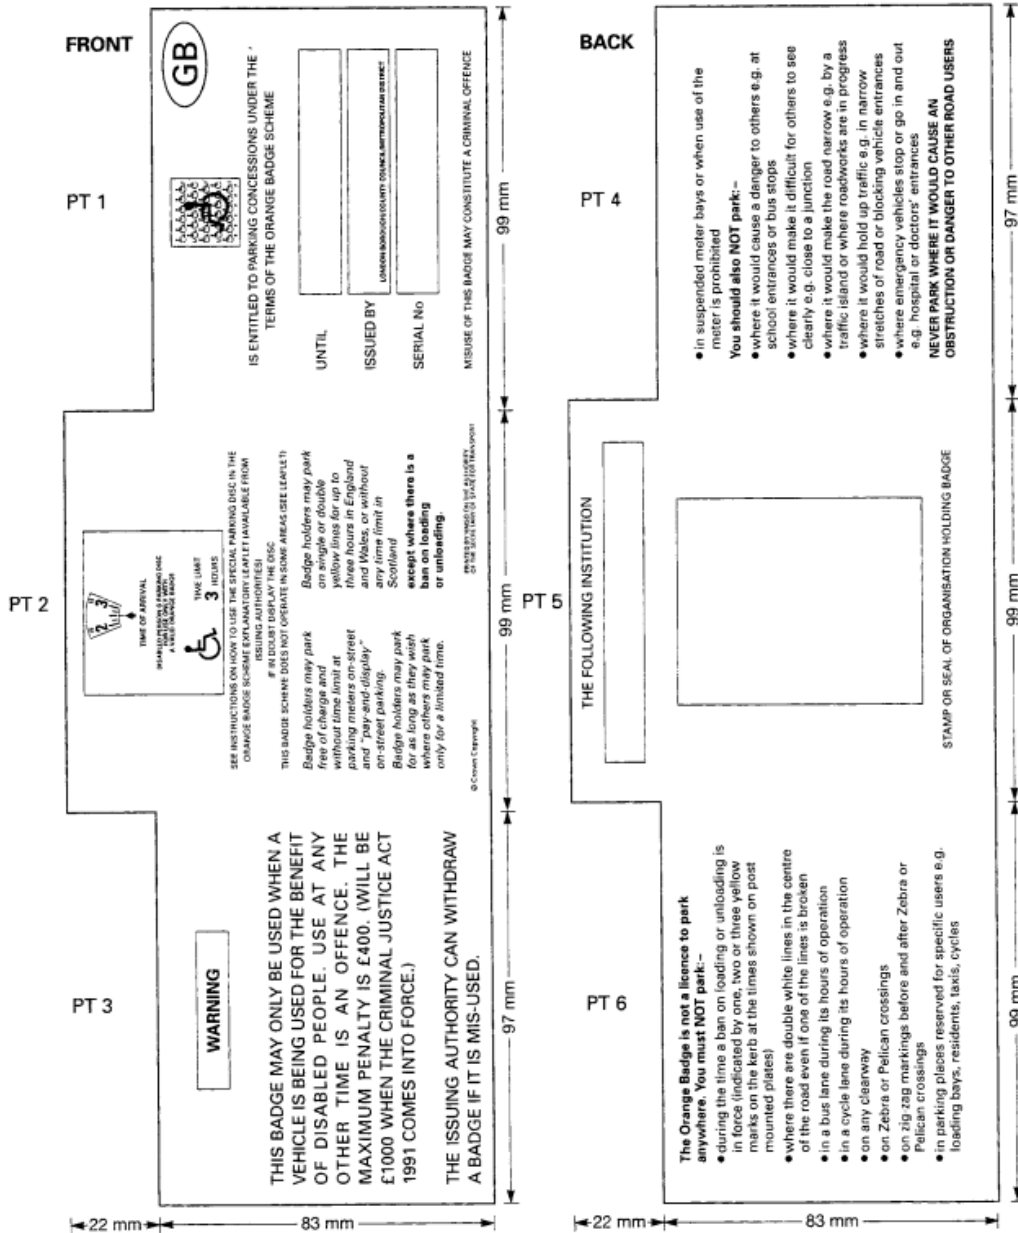 FRONT
PT 1
GB
IS ENTITLED TO PARKING CONCESSIONS UNDER THE
TERMS OF THE ORANGE BADGE SCHEME
UNTIL
ISSUED BY
LONDON BOROUGH/COUNTY COUNCIL/METROPOLITAN DISTRICT
SERIAL No
MISUSE OF THIS BADGE MAY CONSTITUTE A CRIMINAL OFFENCE
99 mm
PT 2
2 3
TIME OF ARRIVAL
DISABLED PERSON'S PARKING DISC
FOR USE ONLY WITH
A VALID ORANGE BADGE
TIME LIMIT
3 HOURS
SEE INSTRUCTIONS ON HOW TO USE THE SPECIAL PARKING DISC IN THE
ORANGE BADGE SCHEME EXPLANATORY LEAFLET (AVAILABLE FROM
ISSUING AUTHORITIES)
IF IN DOUBT DISPLAY THE DISC
THIS BADGE SCHEME DOES NOT OPERATE IN SOME AREAS (SEE LEAFLET)
Badge holders may park
free of charge and
without time limit at
parking meters on-street
and "pay-and-display"
on-street parking.
Badge holders may park
for as long as they wish
where others may park
only for a limited time.
© Crown Copyright
Badge holders may park
on single or double
yellow lines for up to
three hours in England
and Wales, or without
any time limit in
Scotland
except where there is a
ban on loading
or unloading.
OF THE SECRETARY OF STATE FOR TRANSPORT
99 mm
PT 3
WARNING
THIS BADGE MAY ONLY BE USED WHEN A
VEHICLE IS BEING USED FOR THE BENEFIT
OF DISABLED PEOPLE. USE AT ANY
OTHER TIME IS AN OFFENCE. THE
MAXIMUM PENALTY IS £400. (WILL BE
£1000 WHEN THE CRIMINAL JUSTICE ACT
1991 COMES INTO FORCE.)
THE ISSUING AUTHORITY CAN WITHDRAW
A BADGE IF IT IS MIS-USED.
97 mm
22 mm
83 mm
BACK
PT 4
• in suspended meter bays or when use of the
meter is prohibited
You should also NOT park:–
• where it would cause a danger to others e.g. at
school entrances or bus stops
• where it would make it difficult for others to see
clearly e.g. close to a junction
• where it would make the road narrow e.g. by a
traffic island or where roadworks are in progress
• where it would hold up traffic e.g. in narrow
stretches of road or blocking vehicle entrances
• where emergency vehicles stop or go in and out
e.g. hospital or doctors' entrances
NEVER PARK WHERE IT WOULD CAUSE AN
OBSTRUCTION OR DANGER TO OTHER ROAD USERS
97 mm
PT 5
THE FOLLOWING INSTITUTION
STAMP OR SEAL OF ORGANISATION HOLDING BADGE
99 mm
PT 6
The Orange Badge is not a licence to park
anywhere. You must NOT park:–
• during the time a ban on loading or unloading is
in force (indicated by one, two or three yellow
marks on the kerb at the times shown on post
mounted plates)
• where there are double white lines in the centre
of the road even if one of the lines is broken
• in a bus lane during its hours of operation
• in a cycle lane during its hours of operation
• on any clearway
• on Zebra or Pelican crossings
• on zig-zag markings before and after Zebra or
Pelican crossings
• in parking places reserved for specific users e.g.
loading bays, residents, taxis, cycles
99 mm
22 mm
83 mm